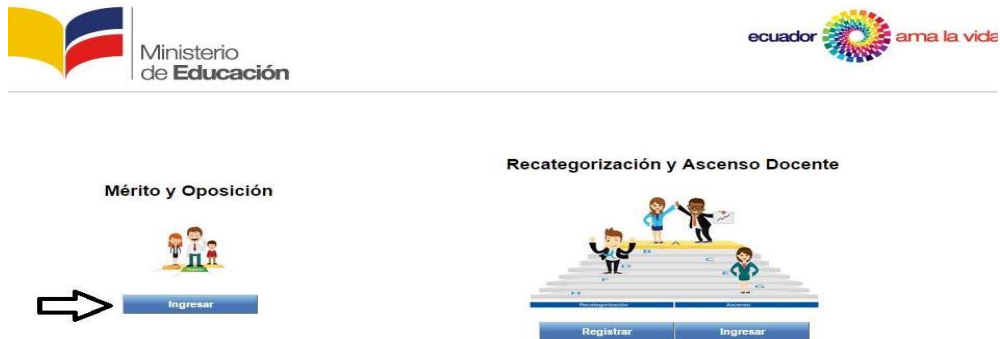 Ministerio
de Educación
ecuador ama la vida
Mérito y Oposición
Ingresar
Recategorización y Ascenso Docente
A
B
C
D
E
F
G
H
Recategorización Ascenso
Registrar Ingresar